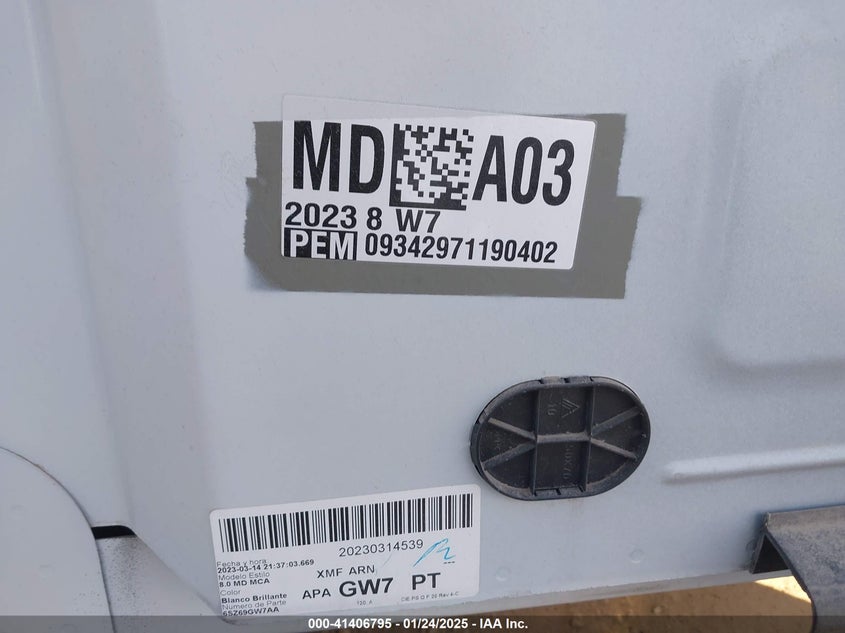 MD A03
2023 8 W7
PEM 09342971190402
20230314539
Fecha y hora
2023-03-14 21:37:03.669
Modelo Estilo
8.0 MD MCA
XMF ARN
Color
Blanco Brillante
APA GW7 PT
Numero de Parte
6SZ69GW7AA
130_A
000-41406795 - 01/24/2025 - IAA Inc.